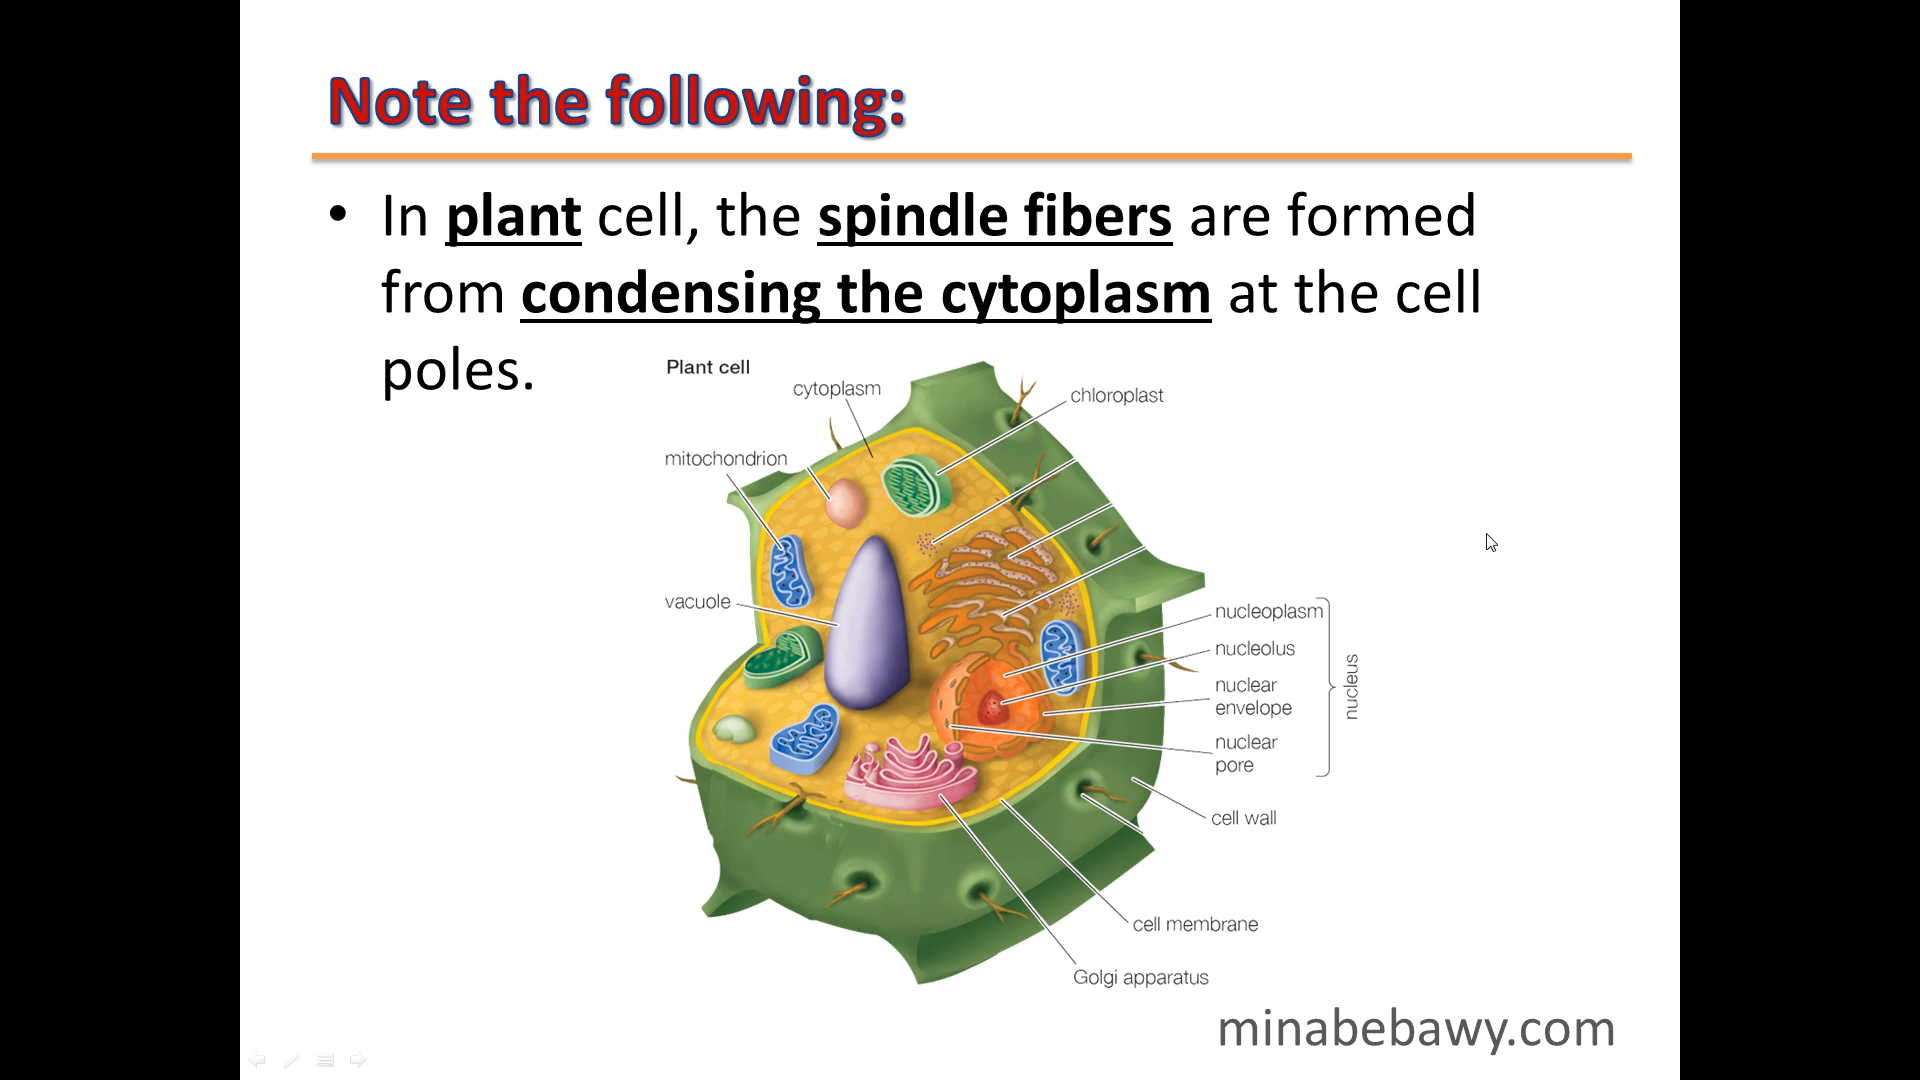 Note the following:
• In plant cell, the spindle fibers are formed
from condensing the cytoplasm at the cell
poles.
Plant cell
cytoplasm
chloroplast
mitochondrion
vacuole
nucleoplasm
nucleolus
nuclear
envelope
nuclear
pore
nucleus
cell wall
cell membrane
Golgi apparatus
minabebawy.com